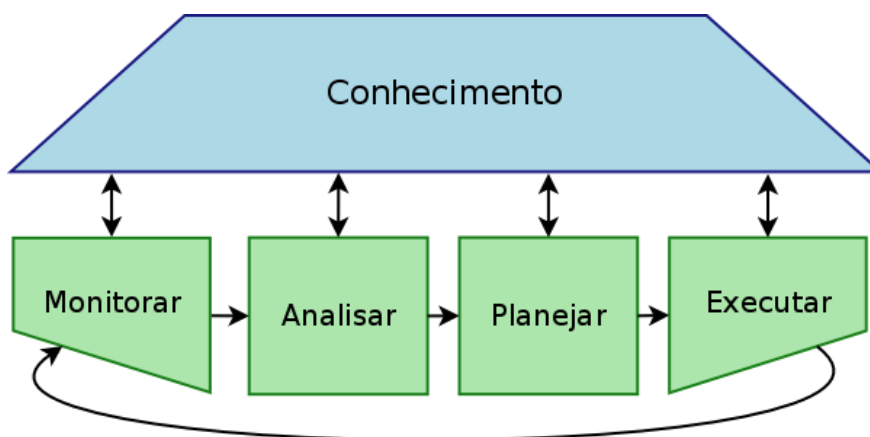 Conhecimento
Monitorar
Analisar
Planejar
Executar